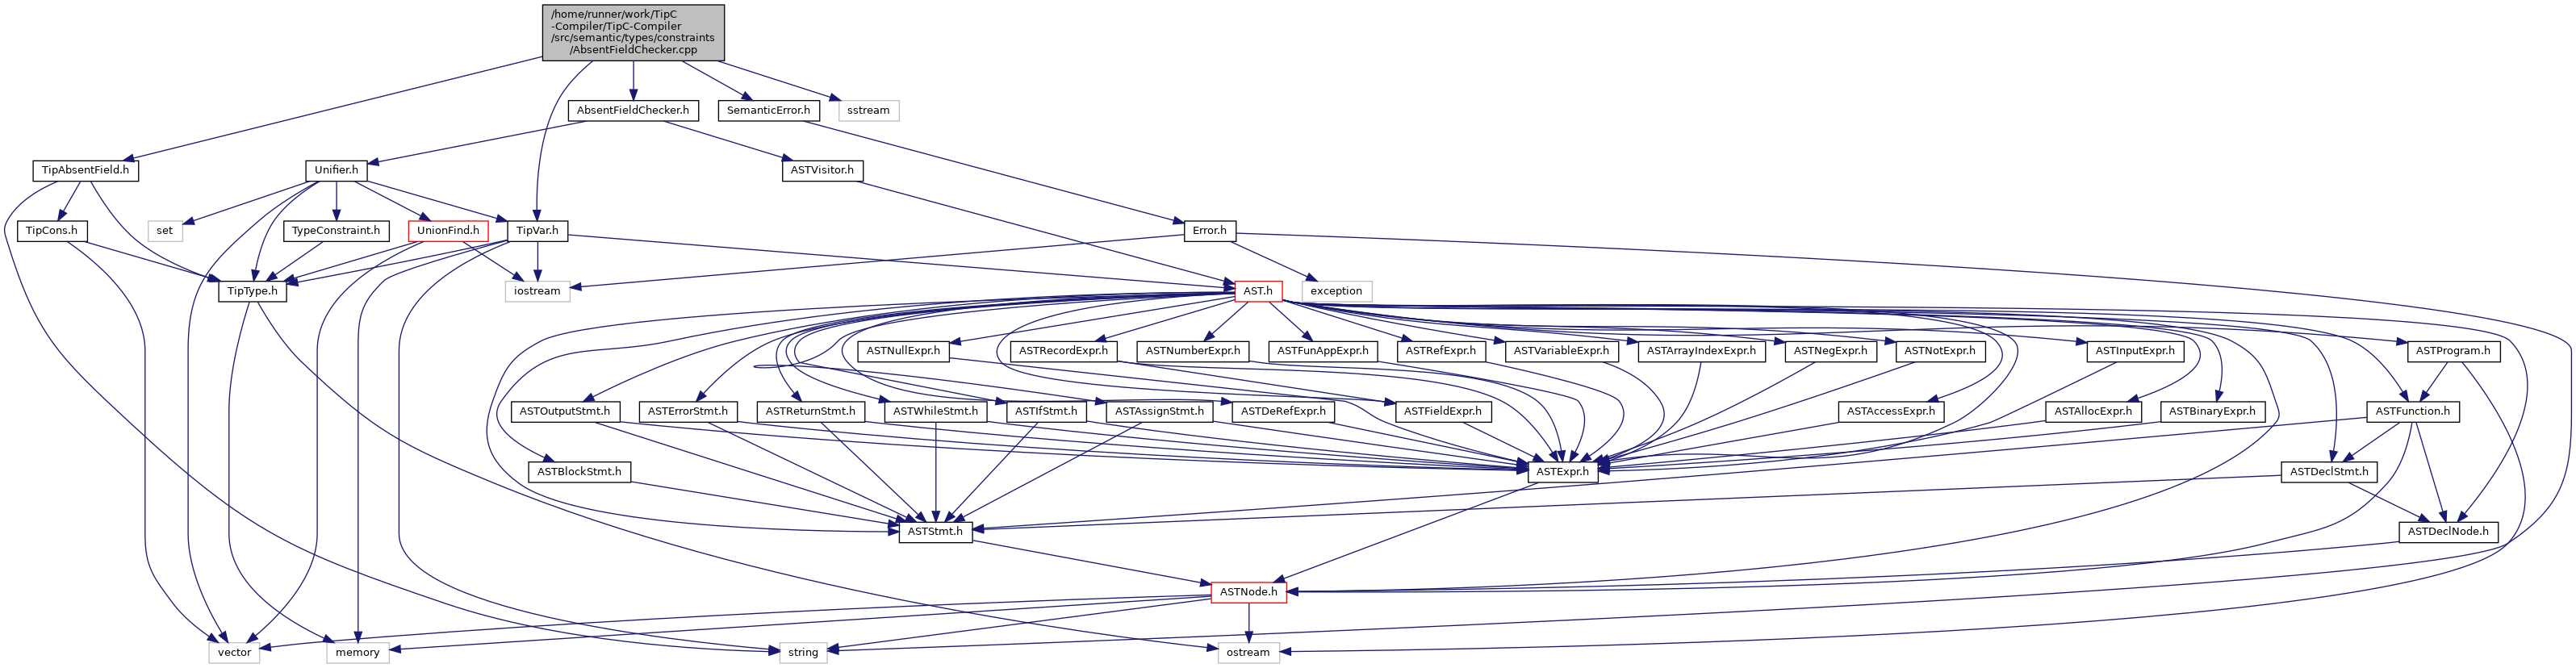 /home/runner/work/TipC
-Compiler/TipC-Compiler
/src/semantic/types/constraints
/AbsentFieldChecker.cpp
AbsentFieldChecker.h
SemanticError.h
sstream
TipAbsentField.h
Unifier.h
ASTVisitor.h
TipCons.h
set
TypeConstraint.h
UnionFind.h
TipVar.h
Error.h
TipType.h
iostream
AST.h
exception
ASTNullExpr.h
ASTRecordExpr.h
ASTNumberExpr.h
ASTFunAppExpr.h
ASTRefExpr.h
ASTVariableExpr.h
ASTArrayIndexExpr.h
ASTNegExpr.h
ASTNotExpr.h
ASTInputExpr.h
ASTProgram.h
ASTOutputStmt.h
ASTErrorStmt.h
ASTReturnStmt.h
ASTWhileStmt.h
ASTIfStmt.h
ASTAssignStmt.h
ASTDeRefExpr.h
ASTFieldExpr.h
ASTAccessExpr.h
ASTAllocExpr.h
ASTBinaryExpr.h
ASTFunction.h
ASTBlockStmt.h
ASTExpr.h
ASTDeclStmt.h
ASTStmt.h
ASTDeclNode.h
ASTNode.h
vector
memory
string
ostream